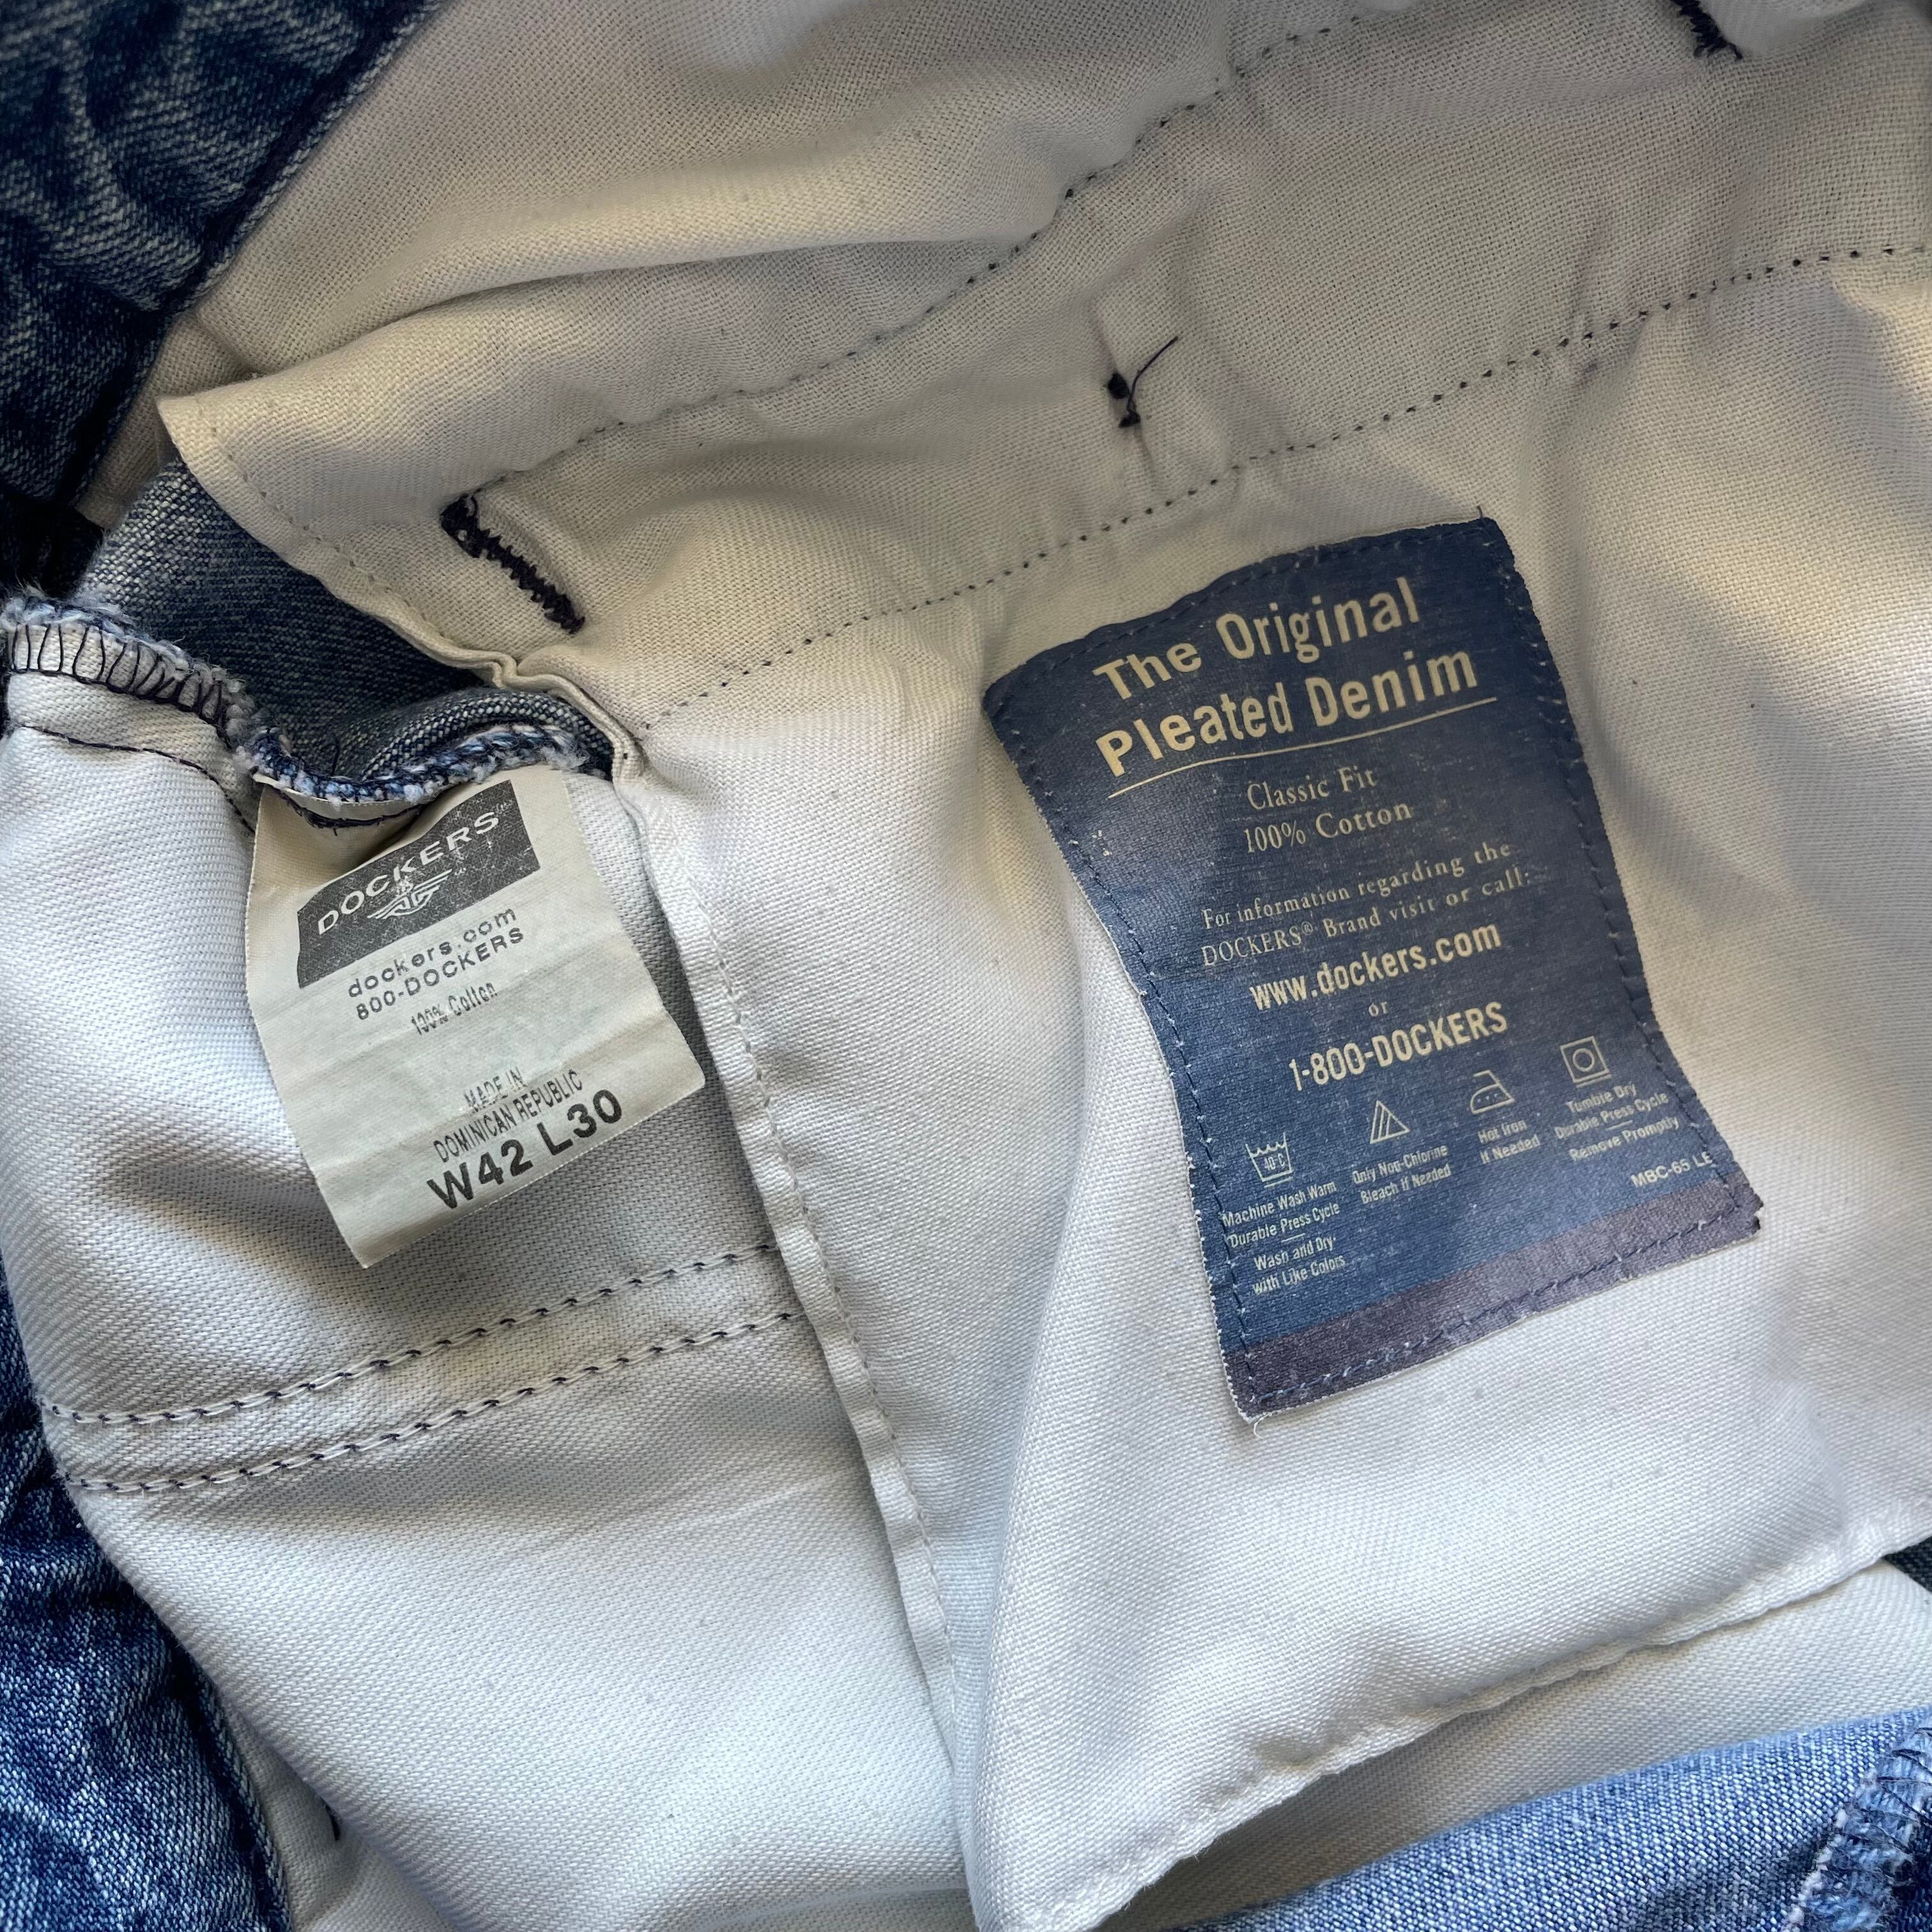 DOCKERS
dockers.com
800-DOCKERS
100% Cotton
MADE IN
DOMINICAN REPUBLIC
W42 L30
The Original
Pleated Denim
Classic Fit
100% Cotton
For information regarding the
DOCKERS® Brand visit or call:
www.dockers.com
or
1-800-DOCKERS
40°C
Machine Wash Warm
Durable Press Cycle
Wash and Dry
with Like Colors
Only Non-Chlorine
Bleach If Needed
Hot Iron
If Needed
Tumble Dry
Durable Press Cycle
Remove Promptly
MBC-65 LE